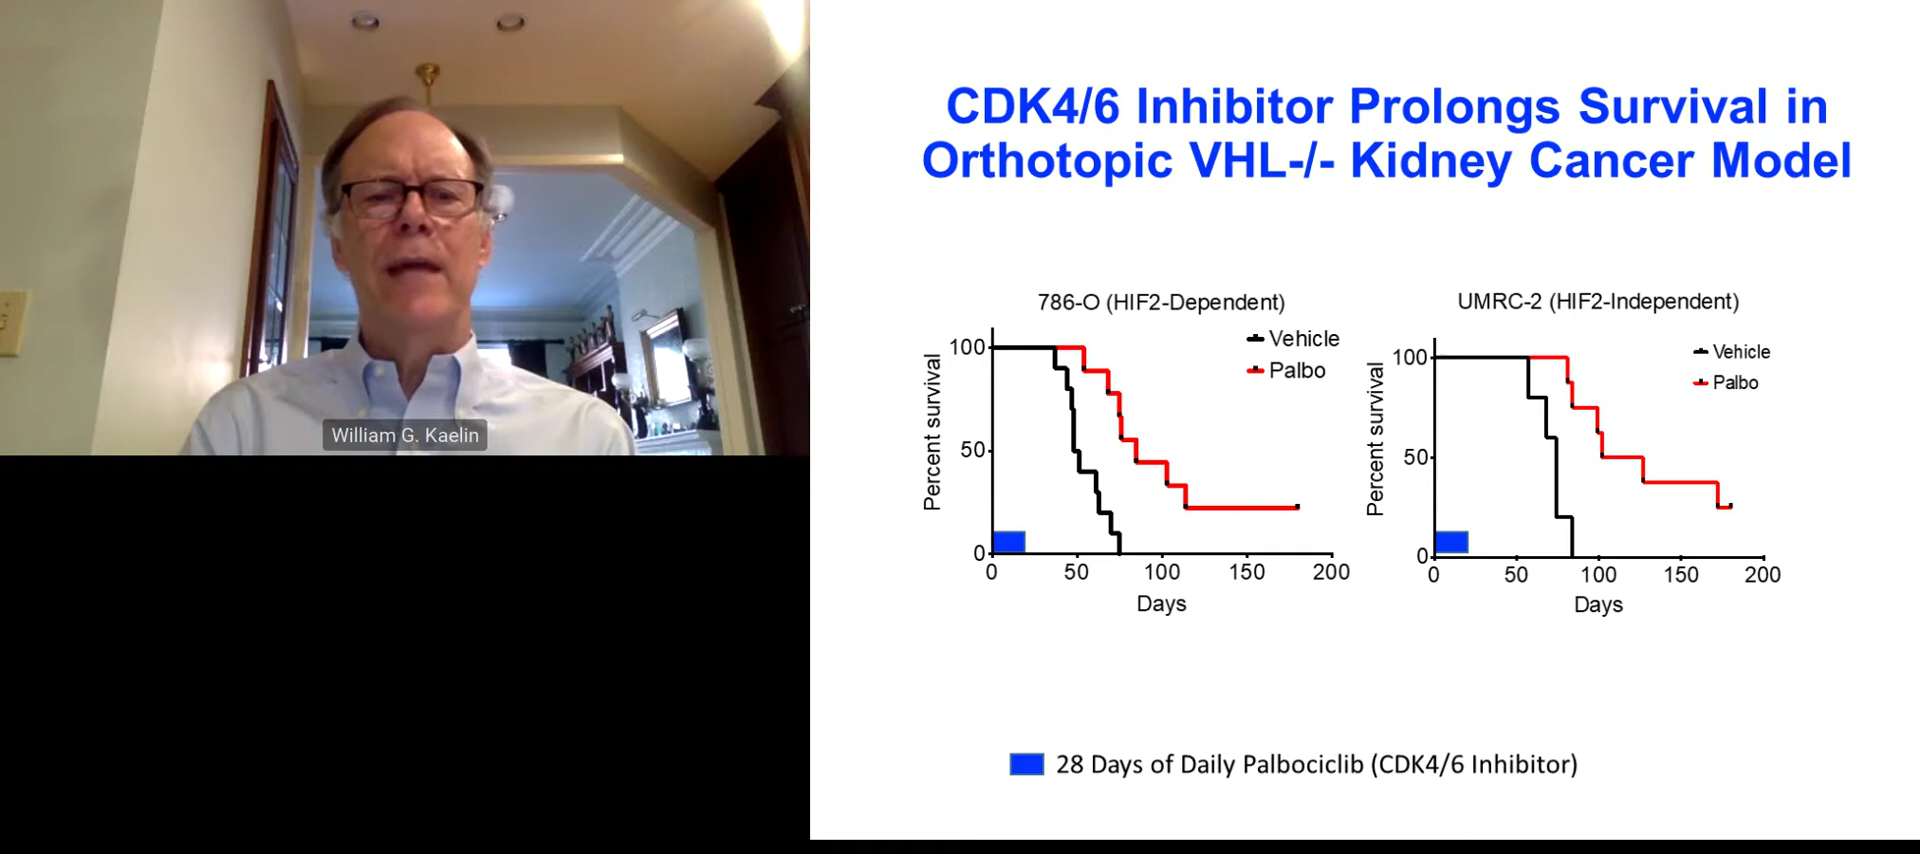 William G. Kaelin
CDK4/6 Inhibitor Prolongs Survival in
Orthotopic VHL-/- Kidney Cancer Model
786-O (HIF2-Dependent)
Vehicle
Palbo
Percent survival
100
50
0
0 50 100 150 200
Days
UMRC-2 (HIF2-Independent)
Vehicle
Palbo
Percent survival
100
50
0
0 50 100 150 200
Days
28 Days of Daily Palbociclib (CDK4/6 Inhibitor)